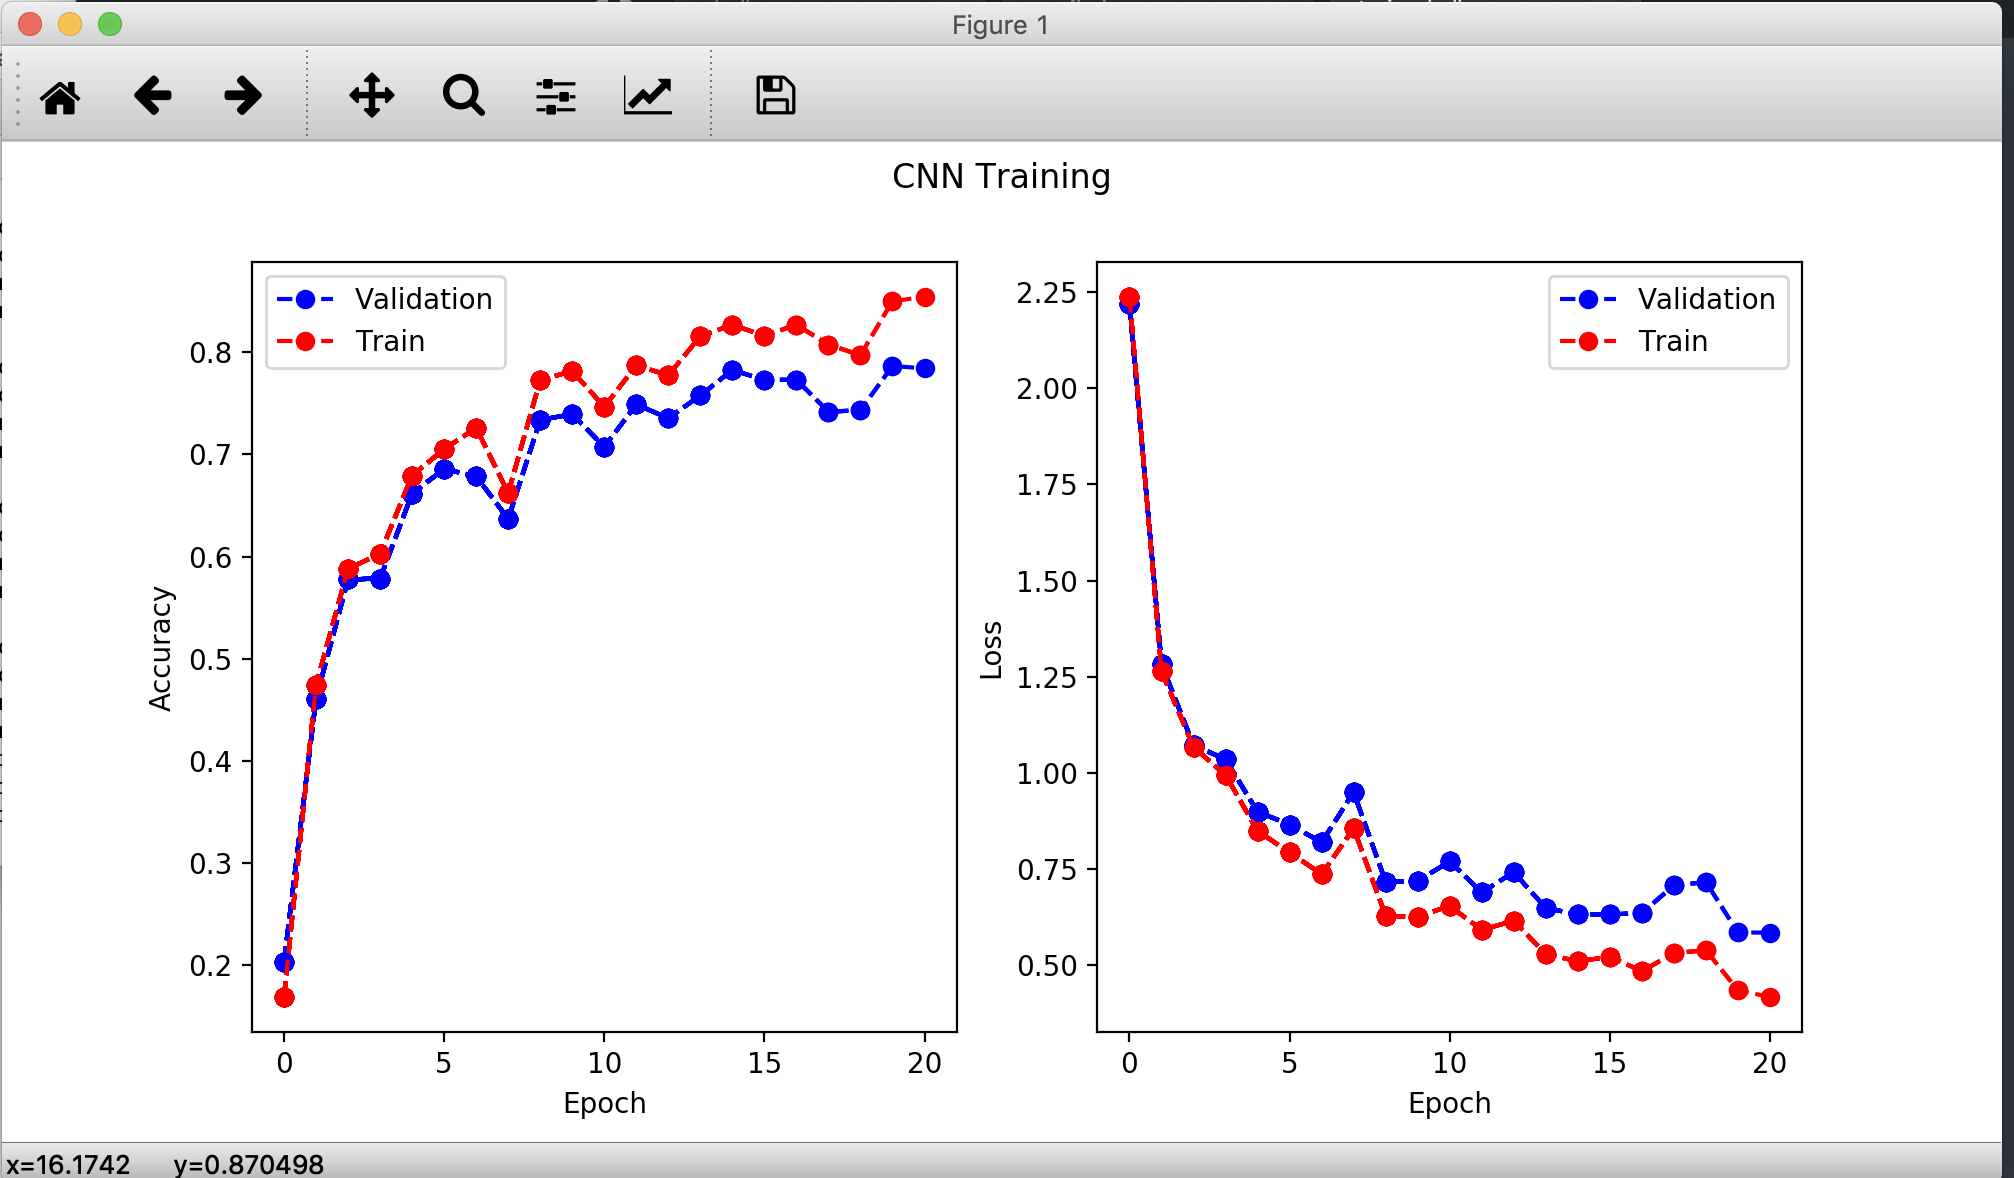 Figure 1
CNN Training
Validation
Train
0.8
0.7
0.6
0.5
0.4
0.3
0.2
Accuracy
0 5 10 15 20
Epoch
Validation
Train
2.25
2.00
1.75
1.50
1.25
1.00
0.75
0.50
Loss
0 5 10 15 20
Epoch
x=16.1742 y=0.870498